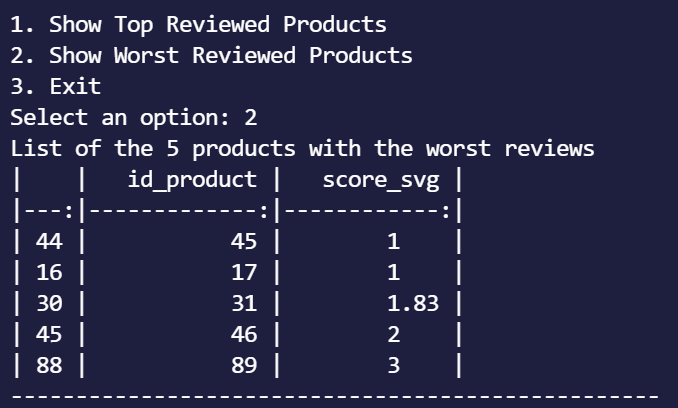 1. Show Top Reviewed Products
2. Show Worst Reviewed Products
3. Exit
Select an option: 2
List of the 5 products with the worst reviews
|    |   id_product |   score_svg |
|---:|-------------:|------------:|
| 44 |           45 |        1    |
| 16 |           17 |        1    |
| 30 |           31 |        1.83 |
| 45 |           46 |        2    |
| 88 |           89 |        3    |
--------------------------------------------------